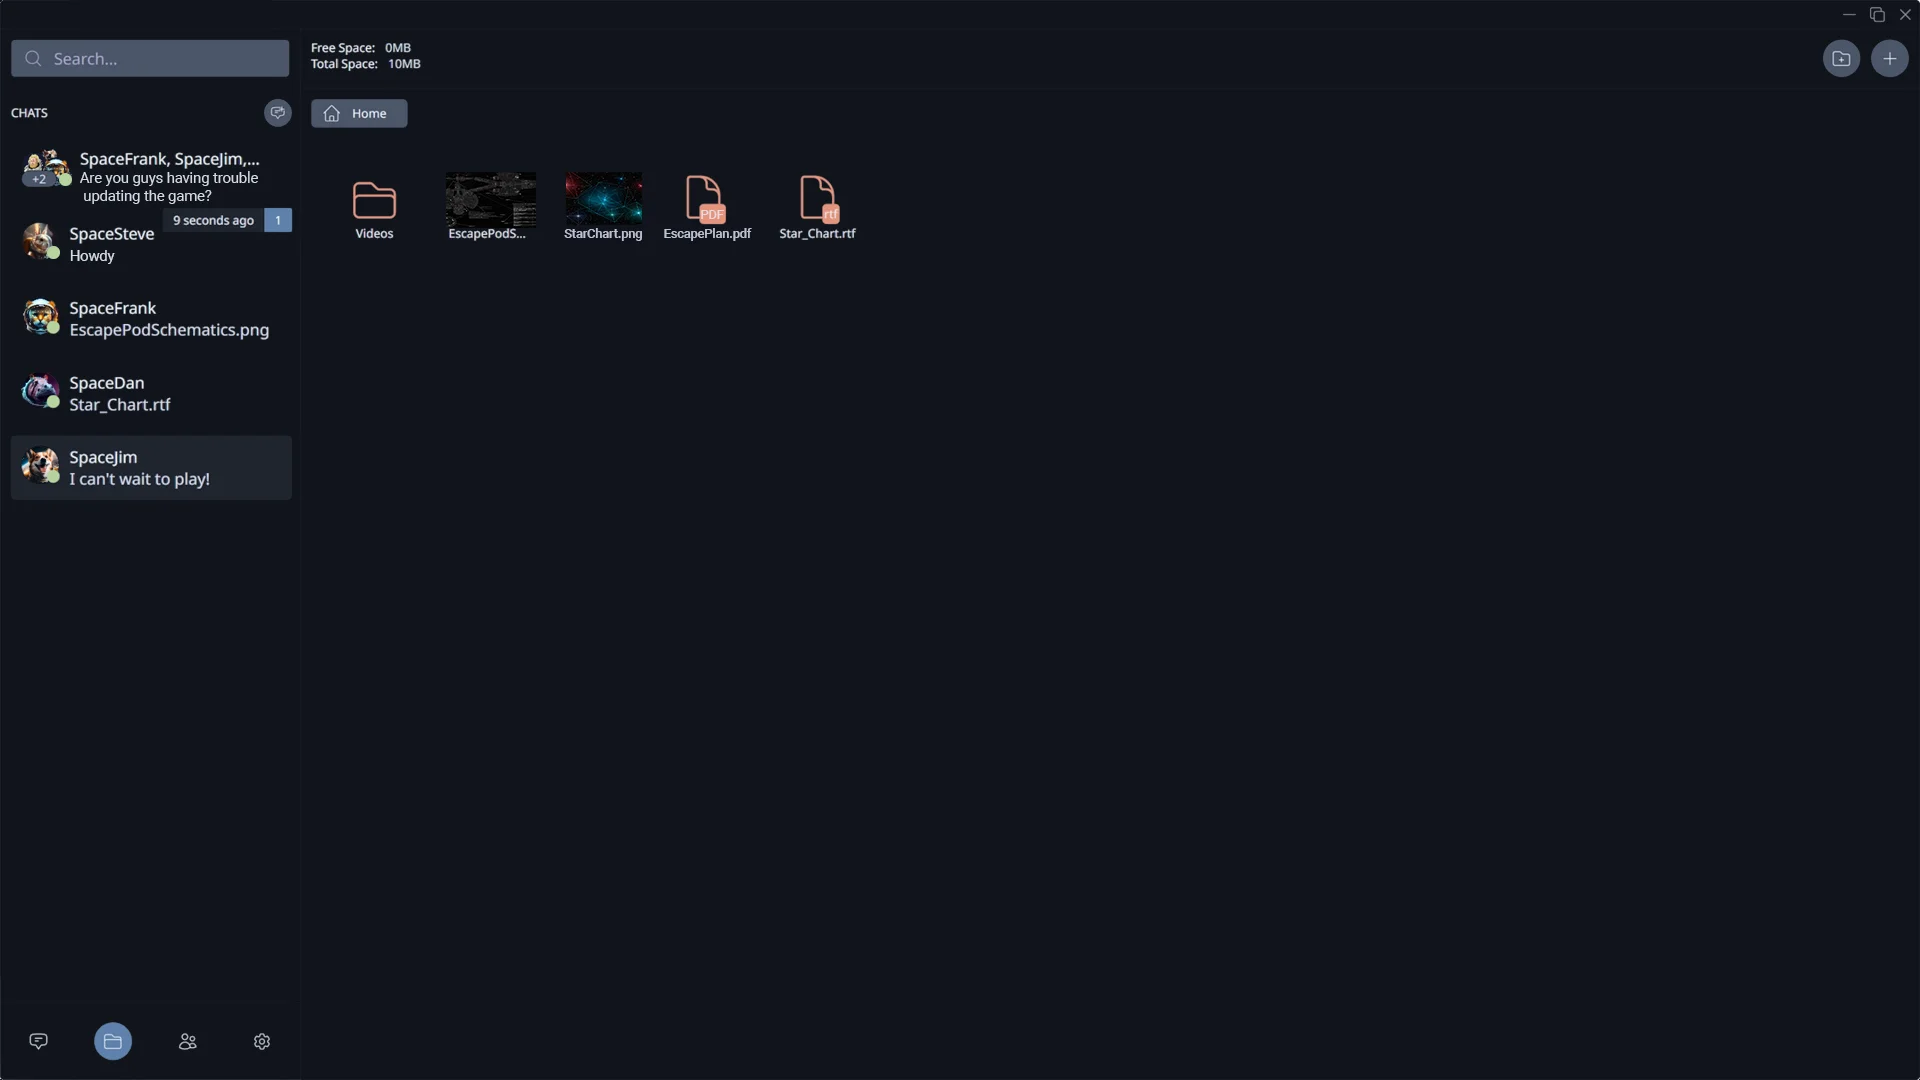 Search...
Free Space: 0MB
Total Space: 10MB
CHATS
Home
SpaceFrank, SpaceJim,...
+2
Are you guys having trouble
updating the game?
9 seconds ago 1
SpaceSteve
Howdy
SpaceFrank
EscapePodSchematics.png
SpaceDan
Star_Chart.rtf
SpaceJim
I can't wait to play!
Videos
EscapePodS...
StarChart.png
PDF
EscapePlan.pdf
rtf
Star_Chart.rtf